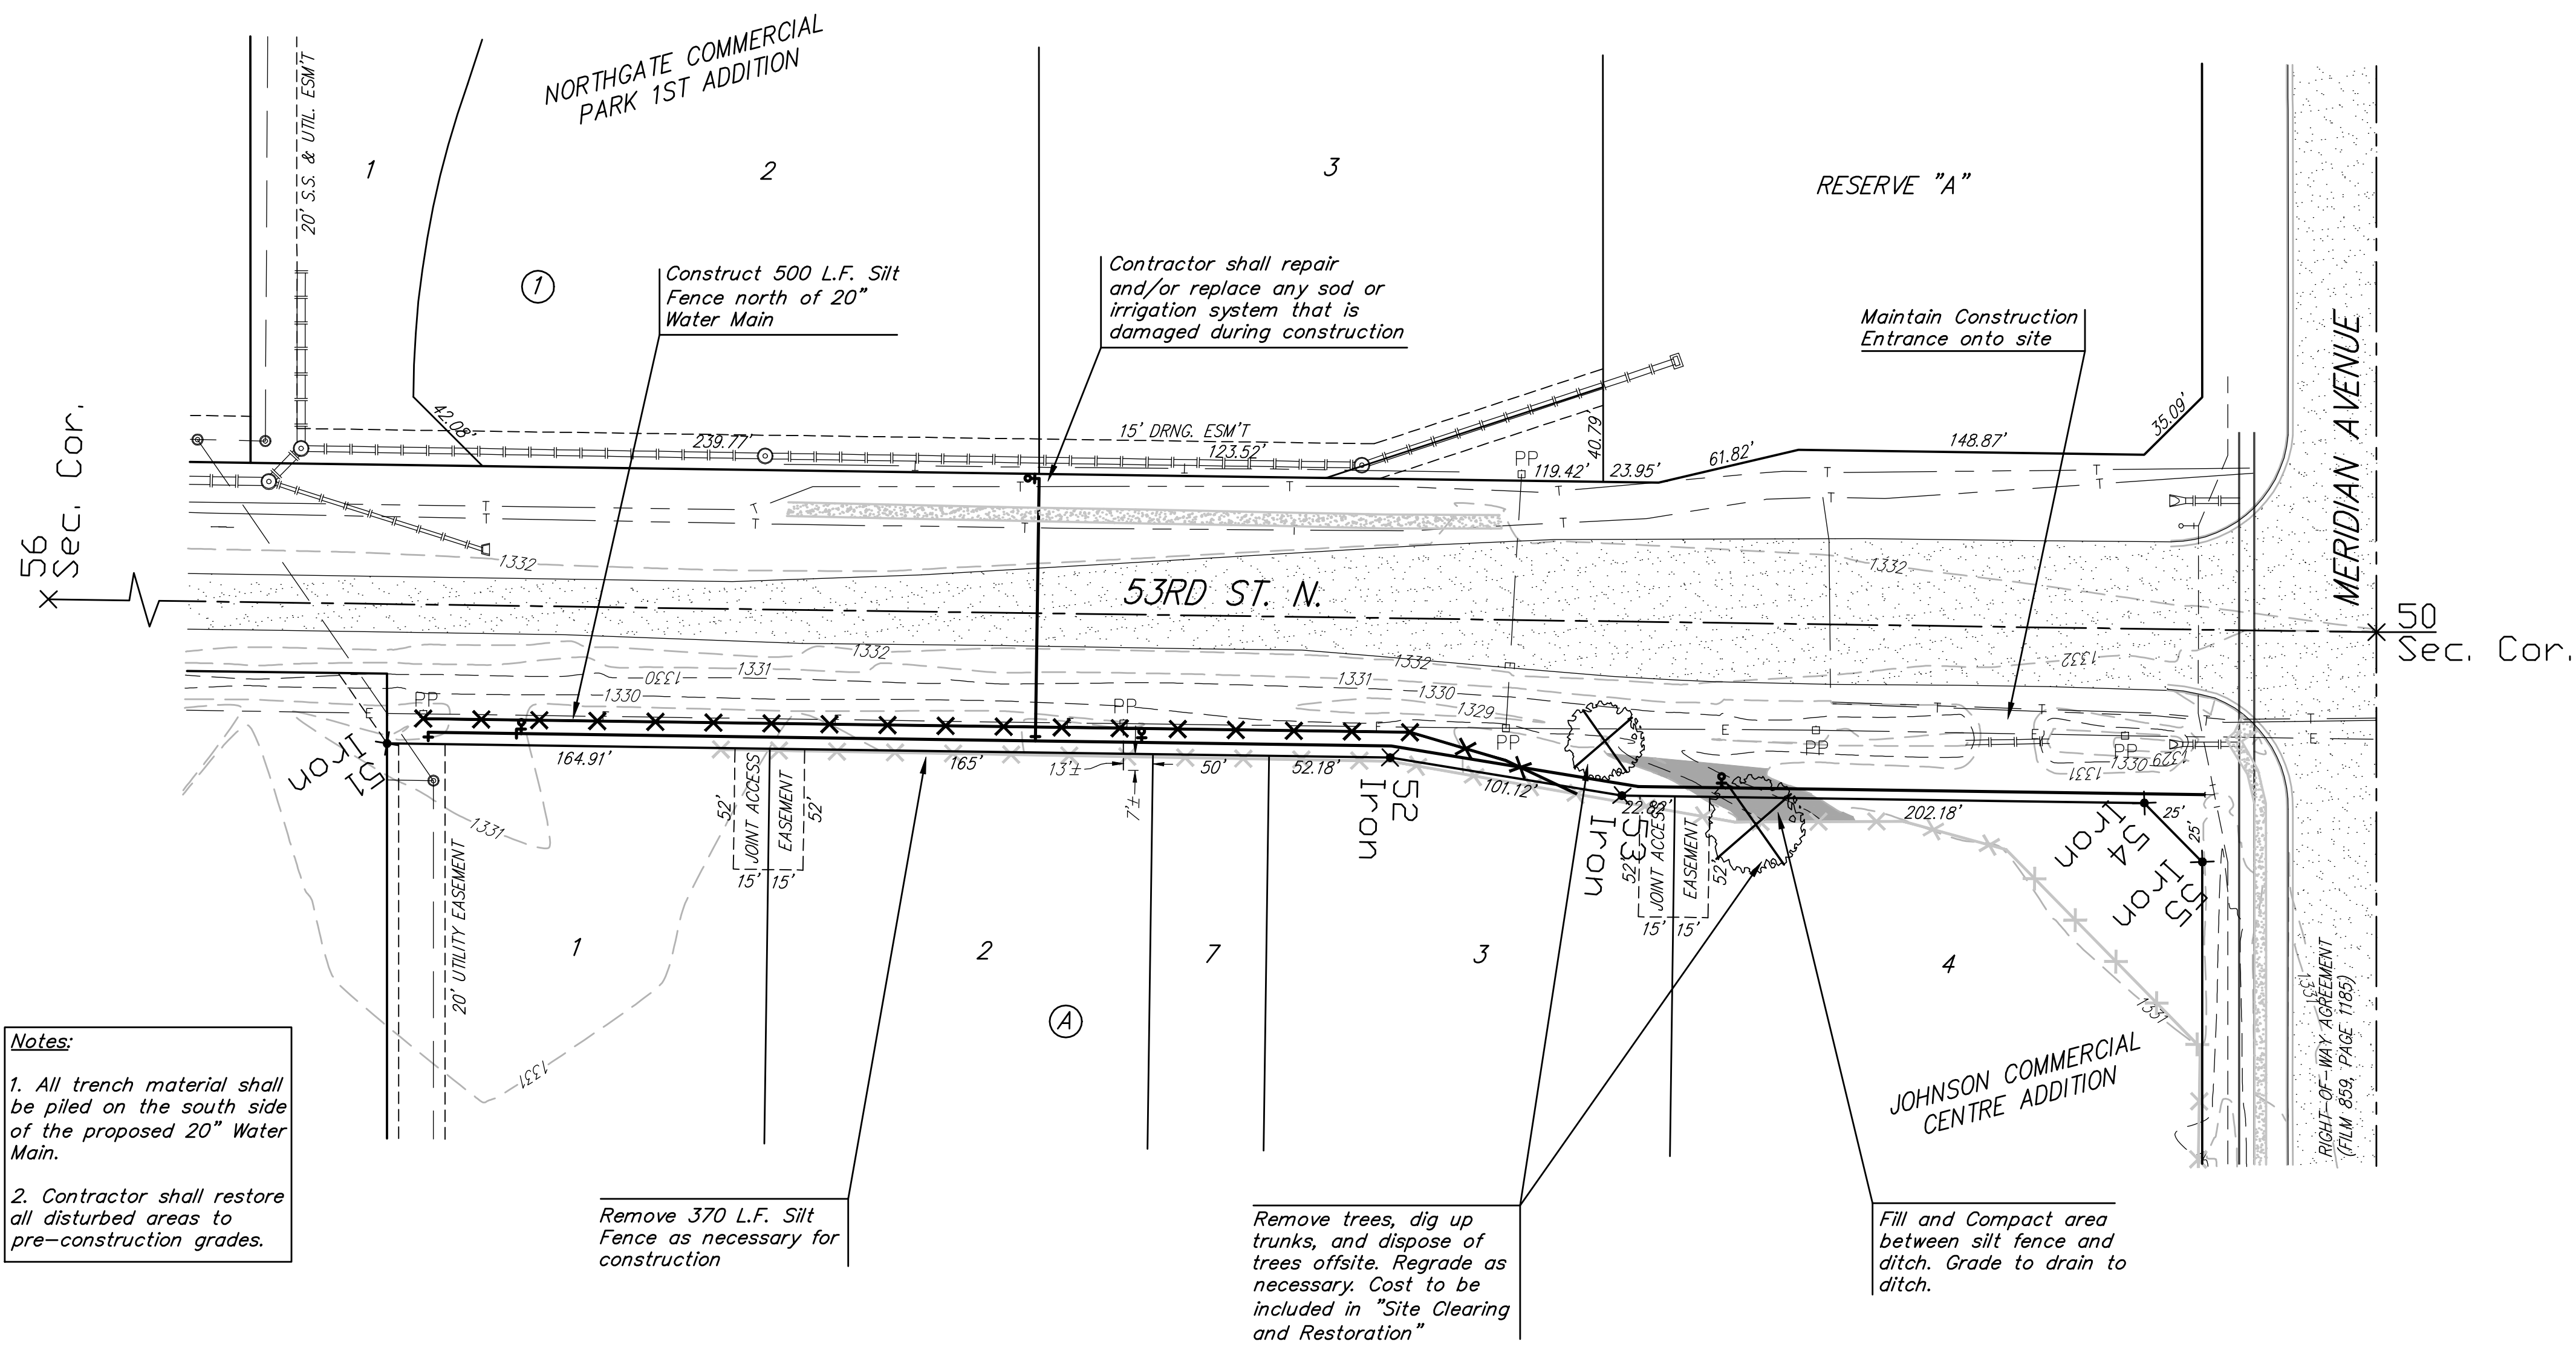 NORTHGATE COMMERCIAL
PARK 1ST ADDITION
20' S.S. & UTIL. ESM'T
1
2
3
RESERVE "A"
1
Construct 500 L.F. Silt
Fence north of 20"
Water Main
Contractor shall repair
and/or replace any sod or
irrigation system that is
damaged during construction
Maintain Construction
Entrance onto site
MERIDIAN AVENUE
42.08'
239.77'
15' DRNG. ESM'T
123.52'
40.79
119.42'
23.95'
61.82'
148.87'
35.09'
PP
T
T
T
T
T
T
T
T
T
T
T
T
T
T
56
Sec. Cor.
1332
53RD ST. N.
1332
50
Sec. Cor.
1332
1331
1330
1330
1332
1331
1330
1329
1332
PP
E
PP
E
PP
E
PP
E
PP
T
T
T
T
E
1331
1330
1329
51
Iron
164.91'
165'
13'±
7'±
50'
52.18'
52
Iron
101.12'
22.82'
53
Iron
202.18'
54
Iron
25'
25'
55
Iron
1331
52'
JOINT ACCESS
EASEMENT
52'
15'
15'
52'
JOINT ACCESS
EASEMENT
52'
15'
15'
20' UTILITY EASEMENT
1
2
7
3
4
A
1331
1331
1331
RIGHT-OF-WAY AGREEMENT
(FILM 859, PAGE 1185)
JOHNSON COMMERCIAL
CENTRE ADDITION
Notes:
1. All trench material shall
be piled on the south side
of the proposed 20" Water
Main.
2. Contractor shall restore
all disturbed areas to
pre-construction grades.
Remove 370 L.F. Silt
Fence as necessary for
construction
Remove trees, dig up
trunks, and dispose of
trees offsite. Regrade as
necessary. Cost to be
included in "Site Clearing
and Restoration"
Fill and Compact area
between silt fence and
ditch. Grade to drain to
ditch.